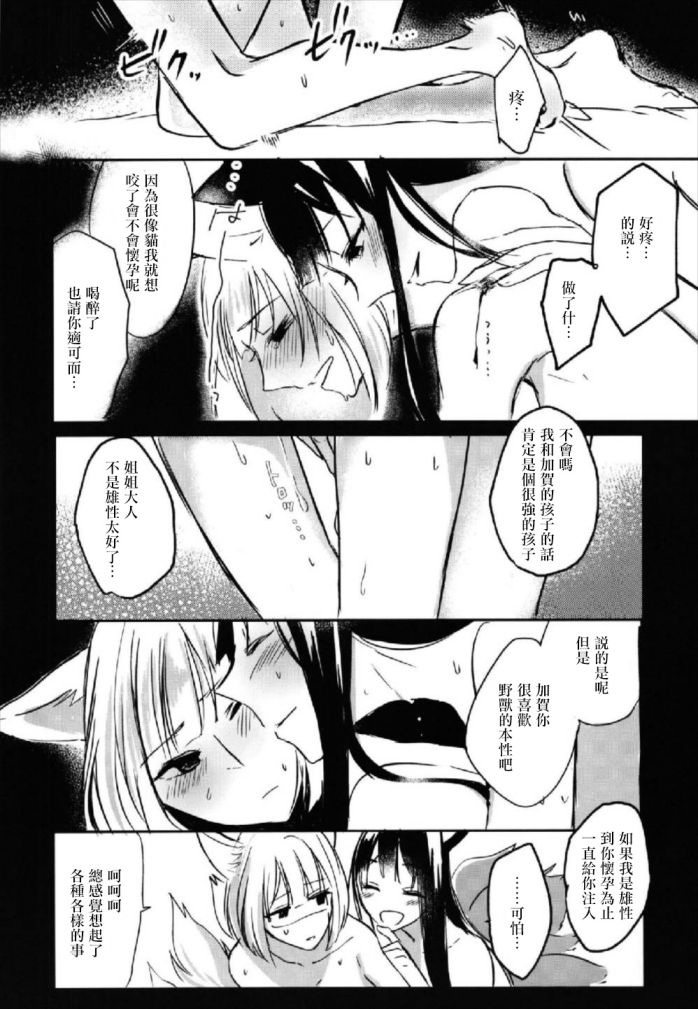 ビクッ…
ビクッ…
疼…
好疼…
的説…
做了什…
因為很像貓我就想
咬了會不會懷孕呢
喝醉了
也請你適可而…
不會嗎
我和加賀的孩子的話
肯定是個很強的孩子
姐姐大人
不是雄性太好了…
説的是呢
但是
加賀你
很喜歡
野獸的本性吧
如果我是雄性
到你懷孕為止
一直給你注入
……可怕…
呵呵呵
總感覺想起了
各種各樣的事